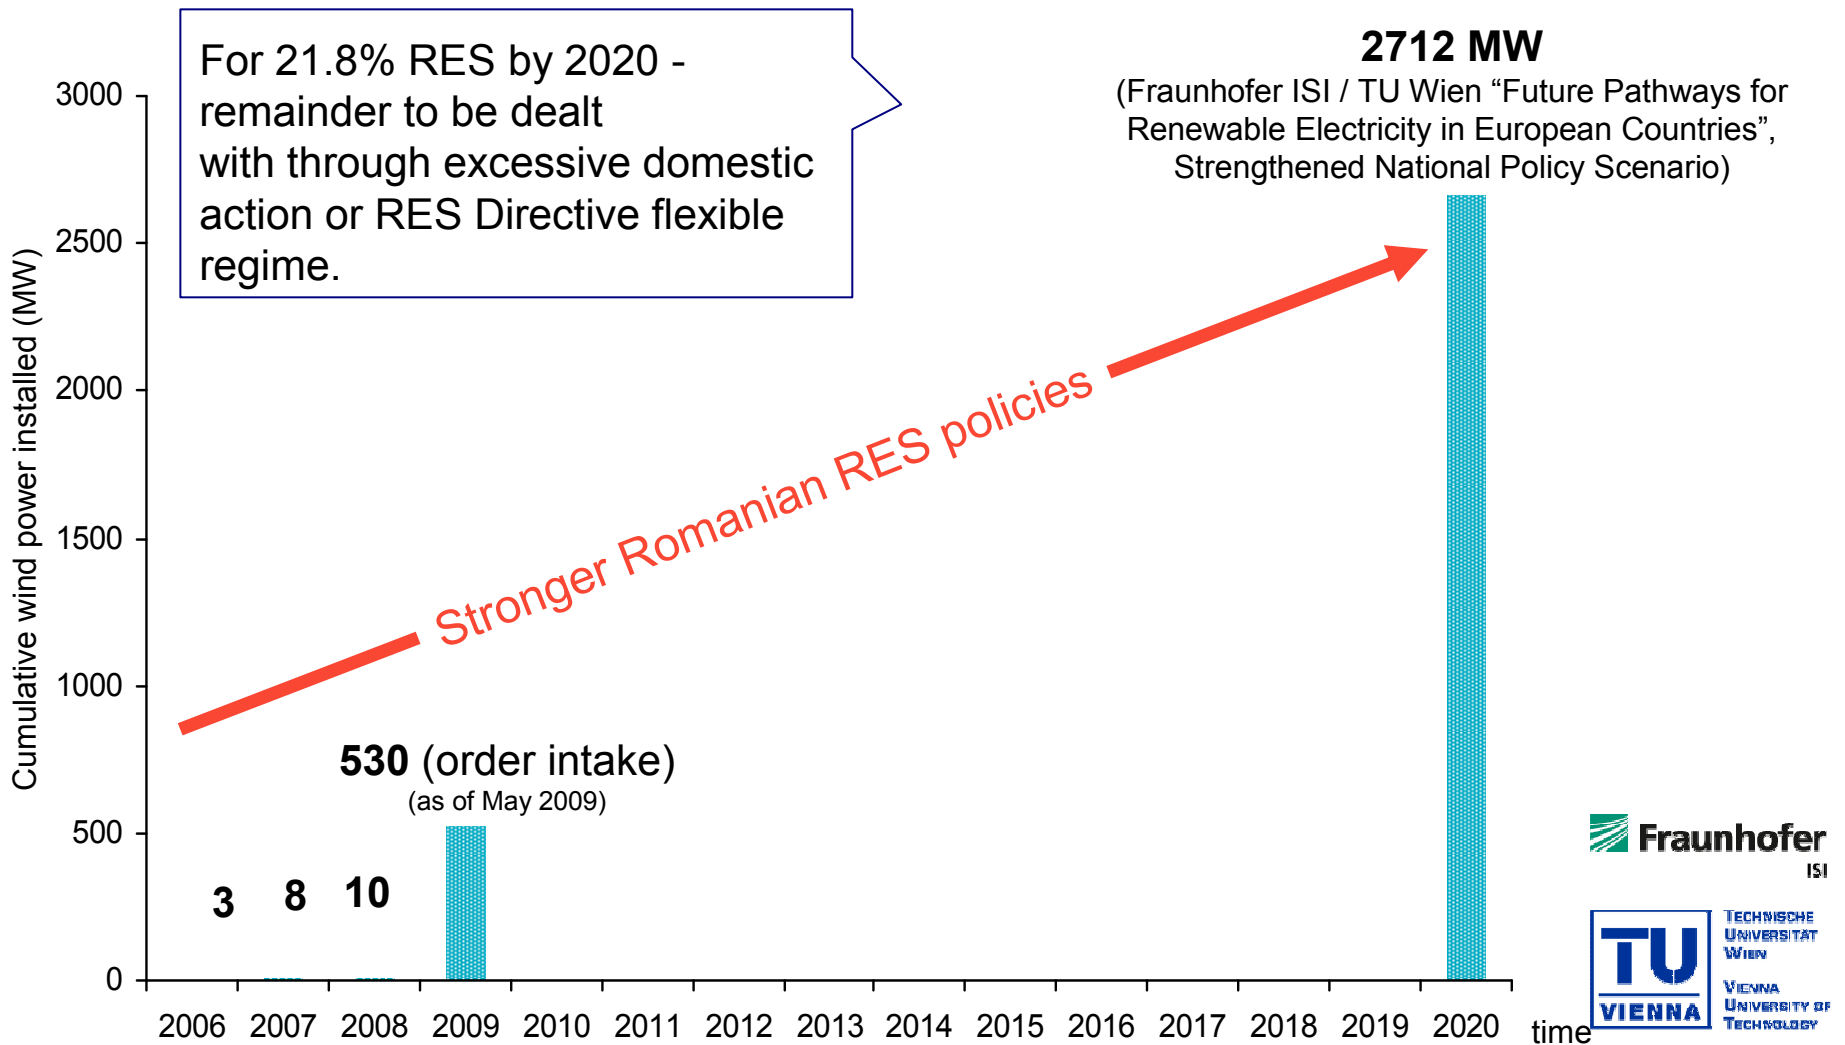 For 21.8% RES by 2020 -
remainder to be dealt
with through excessive domestic
action or RES Directive flexible
regime.
2712 MW
(Fraunhofer ISI / TU Wien “Future Pathways for
Renewable Electricity in European Countries”,
Strengthened National Policy Scenario)
Cumulative wind power installed (MW)
3000
2500
2000
1500
1000
500
0
Stronger Romanian RES policies
530 (order intake)
(as of May 2009)
3 8 10
2006 2007 2008 2009 2010 2011 2012 2013 2014 2015 2016 2017 2018 2019 2020 time
Fraunhofer
ISI
TU
VIENNA
TECHNISCHE
UNIVERSITÄT
WIEN
VIENNA
UNIVERSITY OF
TECHNOLOGY